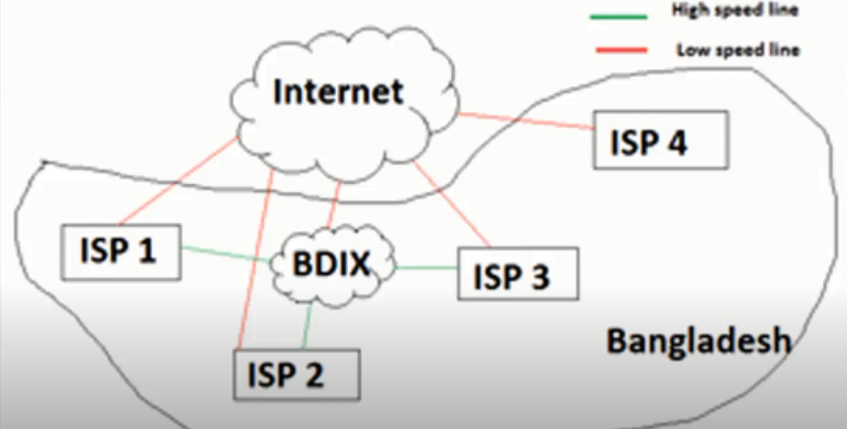 High speed line
Low speed line
Internet
ISP 4
ISP 1
BDIX
ISP 3
Bangladesh
ISP 2